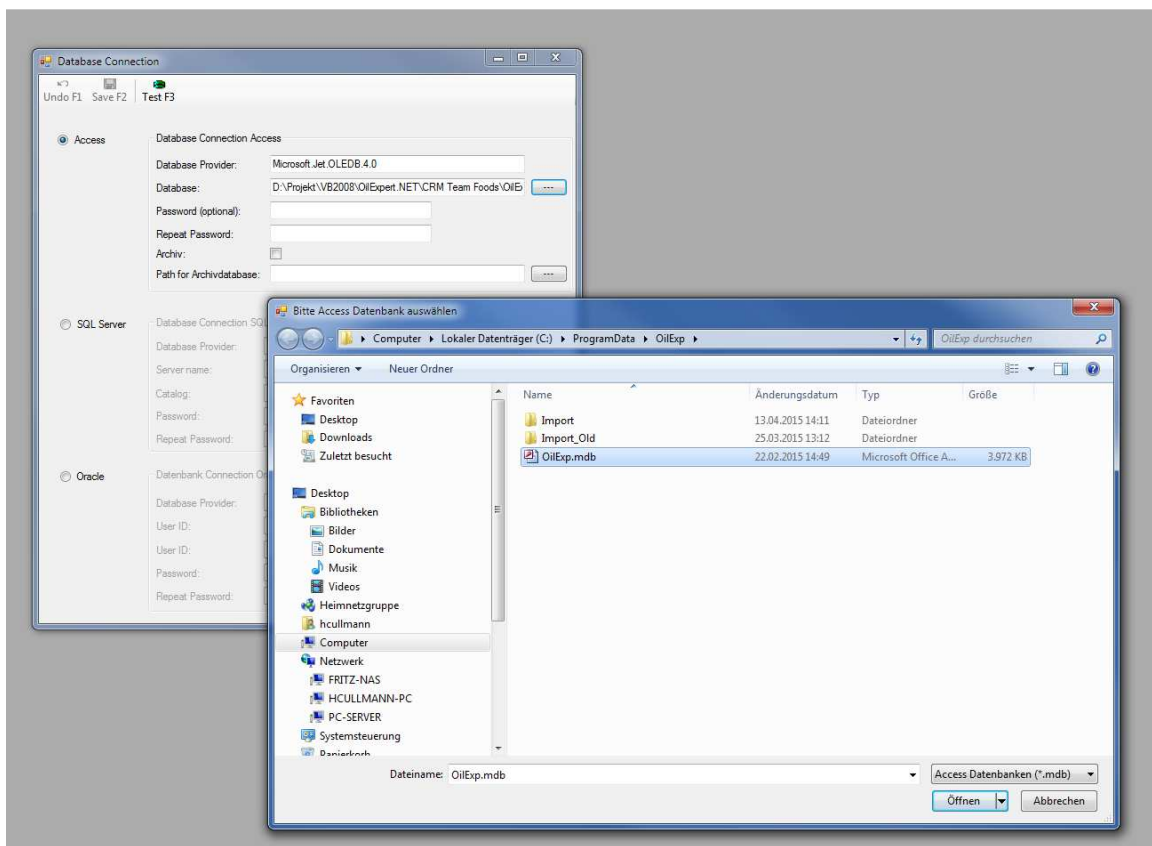 Database Connection
Undo F1 Save F2 Test F3
Access
Database Connection Access
Database Provider: Microsoft.Jet.OLEDB.4.0
Database: D:\Projekt\VB2008\OilExpert.NET\CRM Team Foods\OilE ---
Password (optional):
Repeat Password:
Archiv:
Path for Archivdatabase: ---
SQL Server
Database Connection SQL
Database Provider:
Servername:
Catalog:
Password:
Repeat Password:
Oracle
Datenbank Connection
Database Provider:
User ID:
User ID:
Password:
Repeat Password:
Bitte Access Datenbank auswählen
Computer Lokaler Datenträger (C:) ProgramData OilExp
OilExp durchsuchen
Organisieren Neuer Ordner
Favoriten
Desktop
Downloads
Zuletzt besucht
Desktop
Bibliotheken
Bilder
Dokumente
Musik
Videos
Heimnetzgruppe
hcullmann
Computer
Netzwerk
FRITZ-NAS
HCULLMANN-PC
PC-SERVER
Systemsteuerung
Papierkorb
Name Änderungsdatum Typ Größe
Import 13.04.2015 14:11 Dateiordner
Import_Old 25.03.2015 13:12 Dateiordner
OilExp.mdb 22.02.2015 14:49 Microsoft Office A... 3.972 KB
Dateiname: OilExp.mdb
Access Datenbanken (*.mdb)
Öffnen Abbrechen